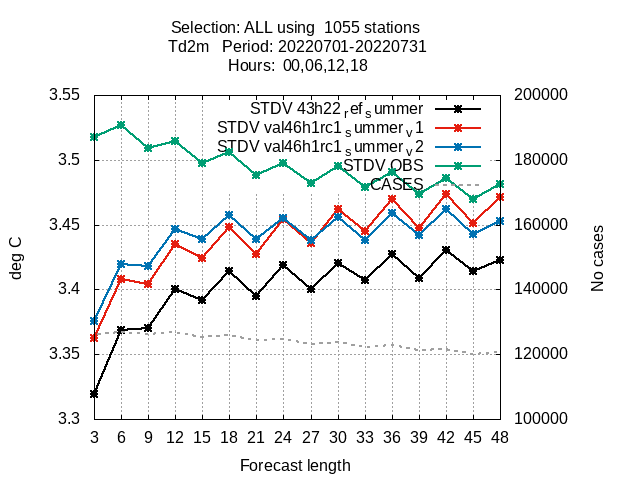 Selection: ALL using  1055 stations
Td2m   Period: 20220701-20220731
Hours:  00,06,12,18
STDV 43h22ᵣefₛummer
STDV val46h1rc1ₛummerᵥ1
STDV val46h1rc1ₛummerᵥ2
STDV OBS
CASES
3.55
3.5
3.45
3.4
3.35
3.3
200000
180000
160000
140000
120000
100000
deg C
No cases
3 6 9 12 15 18 21 24 27 30 33 36 39 42 45 48
Forecast length